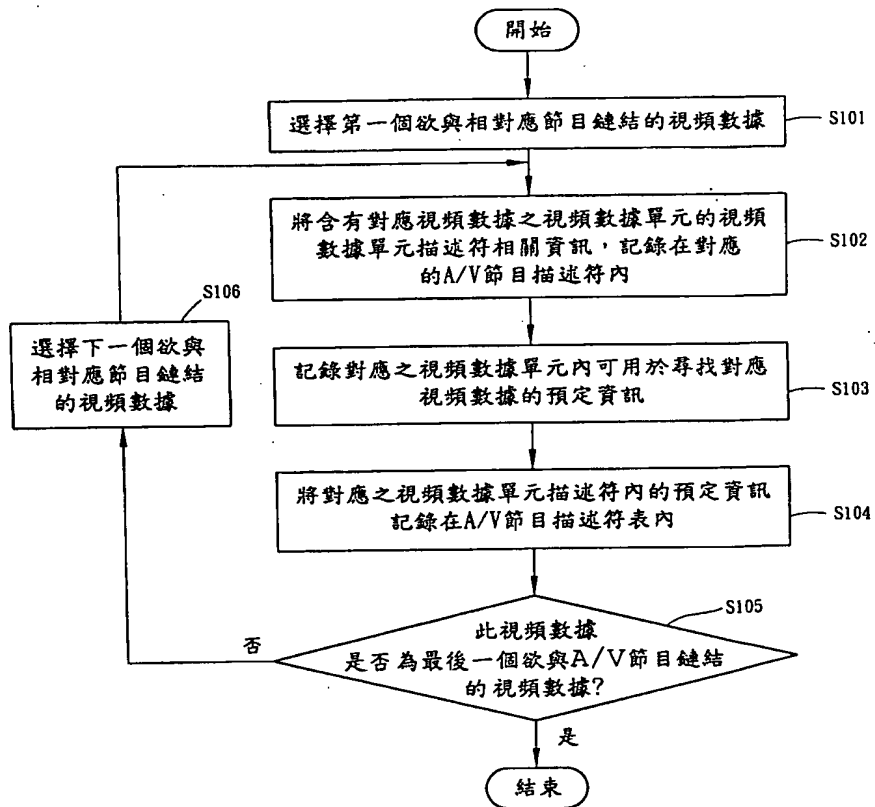 開始
選擇第一個欲與相對應節目鏈結的視頻數據
S101
將含有對應視頻數據之視頻數據單元的視頻
數據單元描述符相關資訊，記錄在對應
的A/V節目描述符內
S102
S106
選擇下一個欲與
相對應節目鏈結
的視頻數據
記錄對應之視頻數據單元內可用於尋找對應
視頻數據的預定資訊
S103
將對應之視頻數據單元描述符內的預定資訊
記錄在A/V節目描述符表內
S104
S105
此視頻數據
是否為最後一個欲與A/V節目鏈結
的視頻數據?
否
是
結束